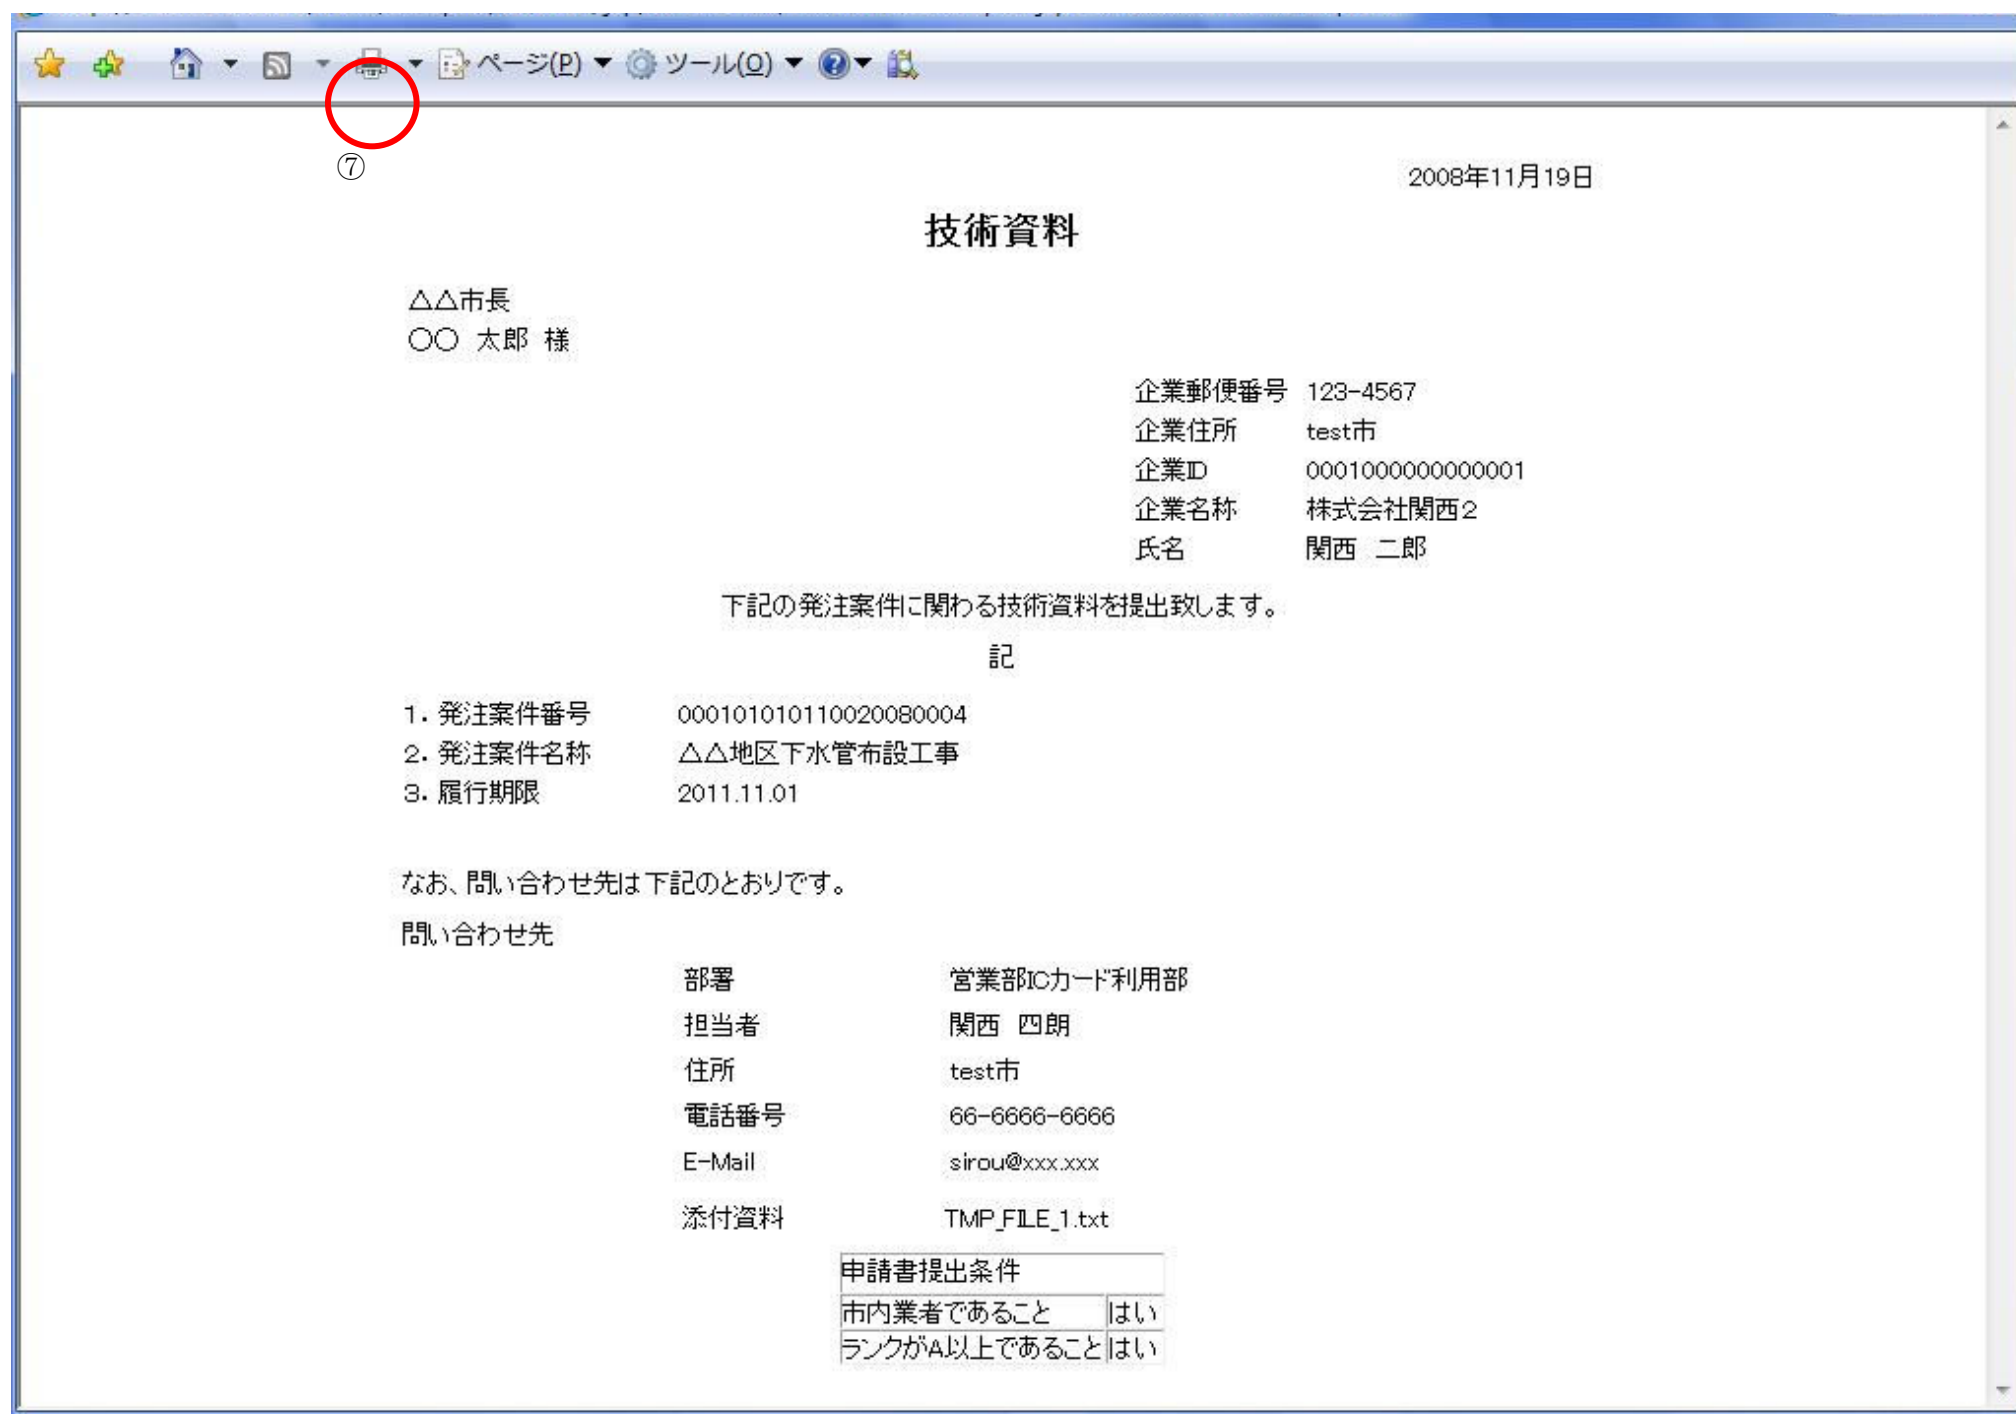 ページ(P) ツール(O)
⑦
2008年11月19日
技術資料
△△市長
〇〇 太郎 様
企業郵便番号 123-4567
企業住所 test市
企業ID 0001000000000001
企業名称 株式会社関西2
氏名 関西 二郎
下記の発注案件に関わる技術資料を提出致します。
記
1. 発注案件番号 000101010110020080004
2. 発注案件名称 △△地区下水管布設工事
3. 履行期限 2011.11.01
なお、問い合わせ先は下記のとおりです。
問い合わせ先
部署 営業部ICカード利用部
担当者 関西 四朗
住所 test市
電話番号 66-6666-6666
E-Mail sirou@xxx.xxx
添付資料 TMP_FILE_1.txt
申請書提出条件
市内業者であること はい
ランクがA以上であること はい